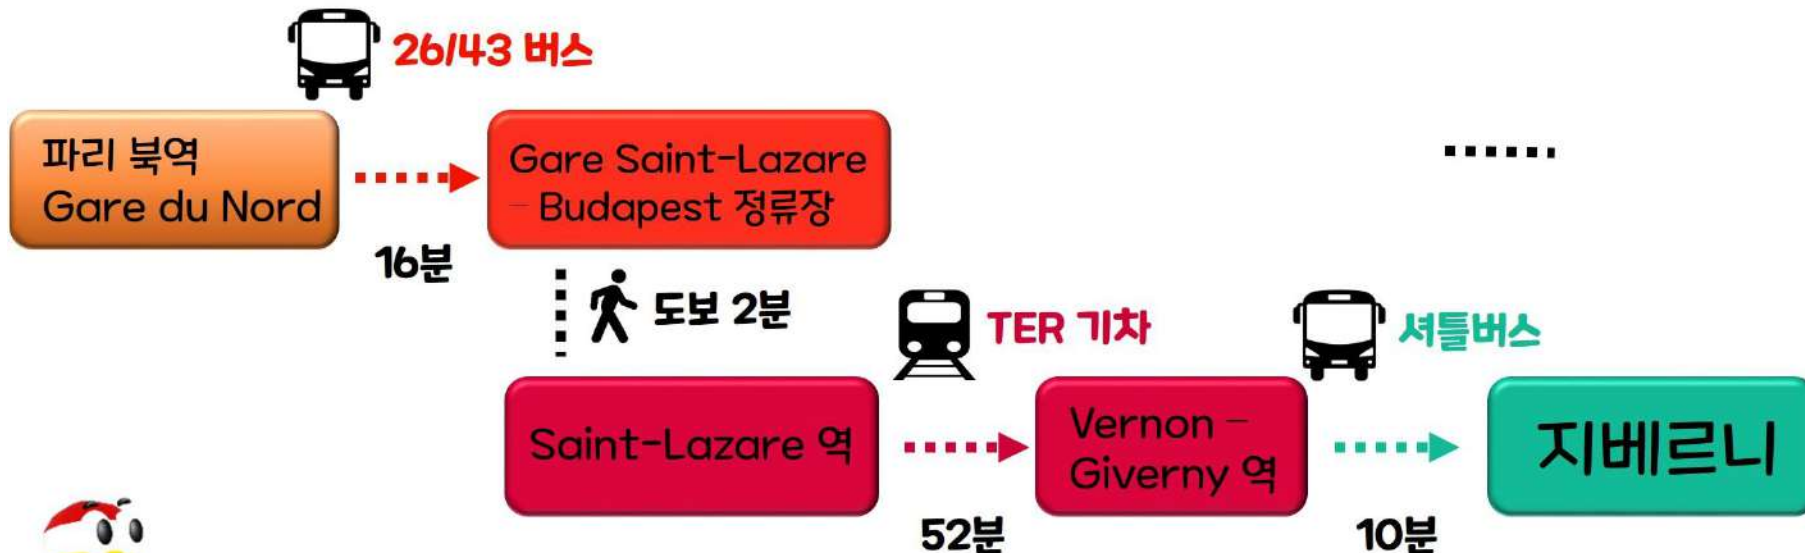 26/43 버스
파리 북역
Gare du Nord
Gare Saint-Lazare
– Budapest 정류장
16분
도보 2분
TER 기차
셔틀버스
Saint-Lazare 역
Vernon –
Giverny 역
지베르니
52분
10분